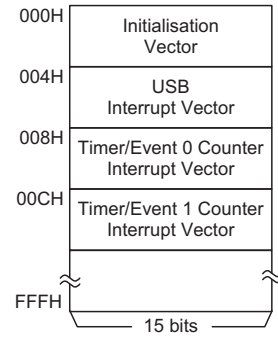 000H
Initialisation
Vector
004H
USB
Interrupt Vector
008H
Timer/Event 0 Counter
Interrupt Vector
00CH
Timer/Event 1 Counter
Interrupt Vector
FFFH
15 bits